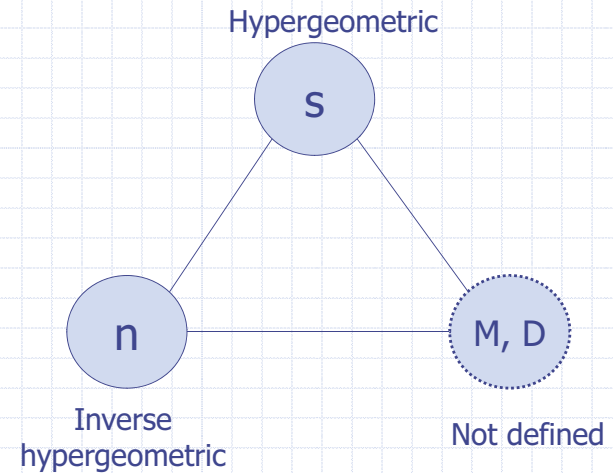 Hypergeometric
s
n
M, D
Inverse
hypergeometric
Not defined